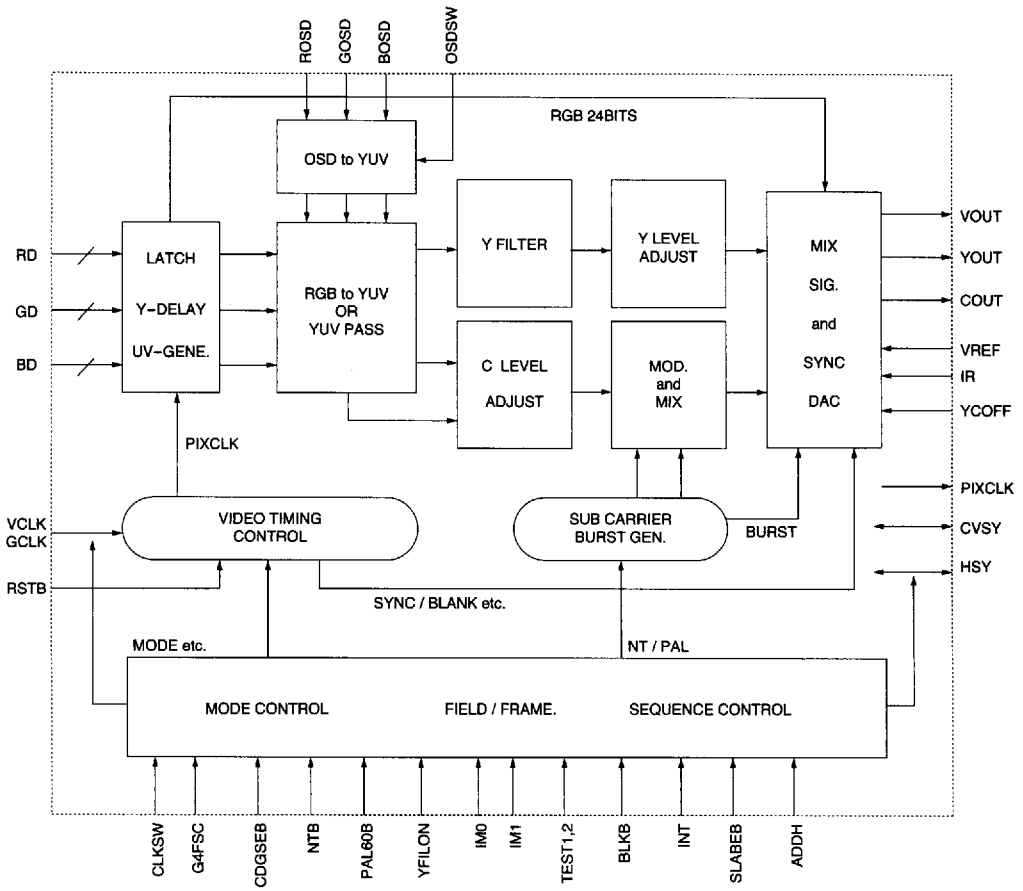 ROSD
GOSD
BOSD
OSDSW
RGB 24BITS
OSD to YUV
RD
GD
BD
LATCH
Y-DELAY
UV-GENE.
RGB to YUV
OR
YUV PASS
Y FILTER
Y LEVEL
ADJUST
C LEVEL
ADJUST
MOD.
and
MIX
MIX
SIG.
and
SYNC
DAC
VOUT
YOUT
COUT
VREF
IR
YCOFF
PIXCLK
CVSY
HSY
PIXCLK
VCLK
GCLK
RSTB
VIDEO TIMING
CONTROL
SUB CARRIER
BURST GEN.
BURST
SYNC / BLANK etc.
MODE etc.
NT / PAL
MODE CONTROL
FIELD / FRAME.
SEQUENCE CONTROL
CLKSW
G4FSC
CDGSEB
NTB
PAL60B
YFILON
IM0
IM1
TEST1,2
BLKB
INT
SLABEB
ADDH